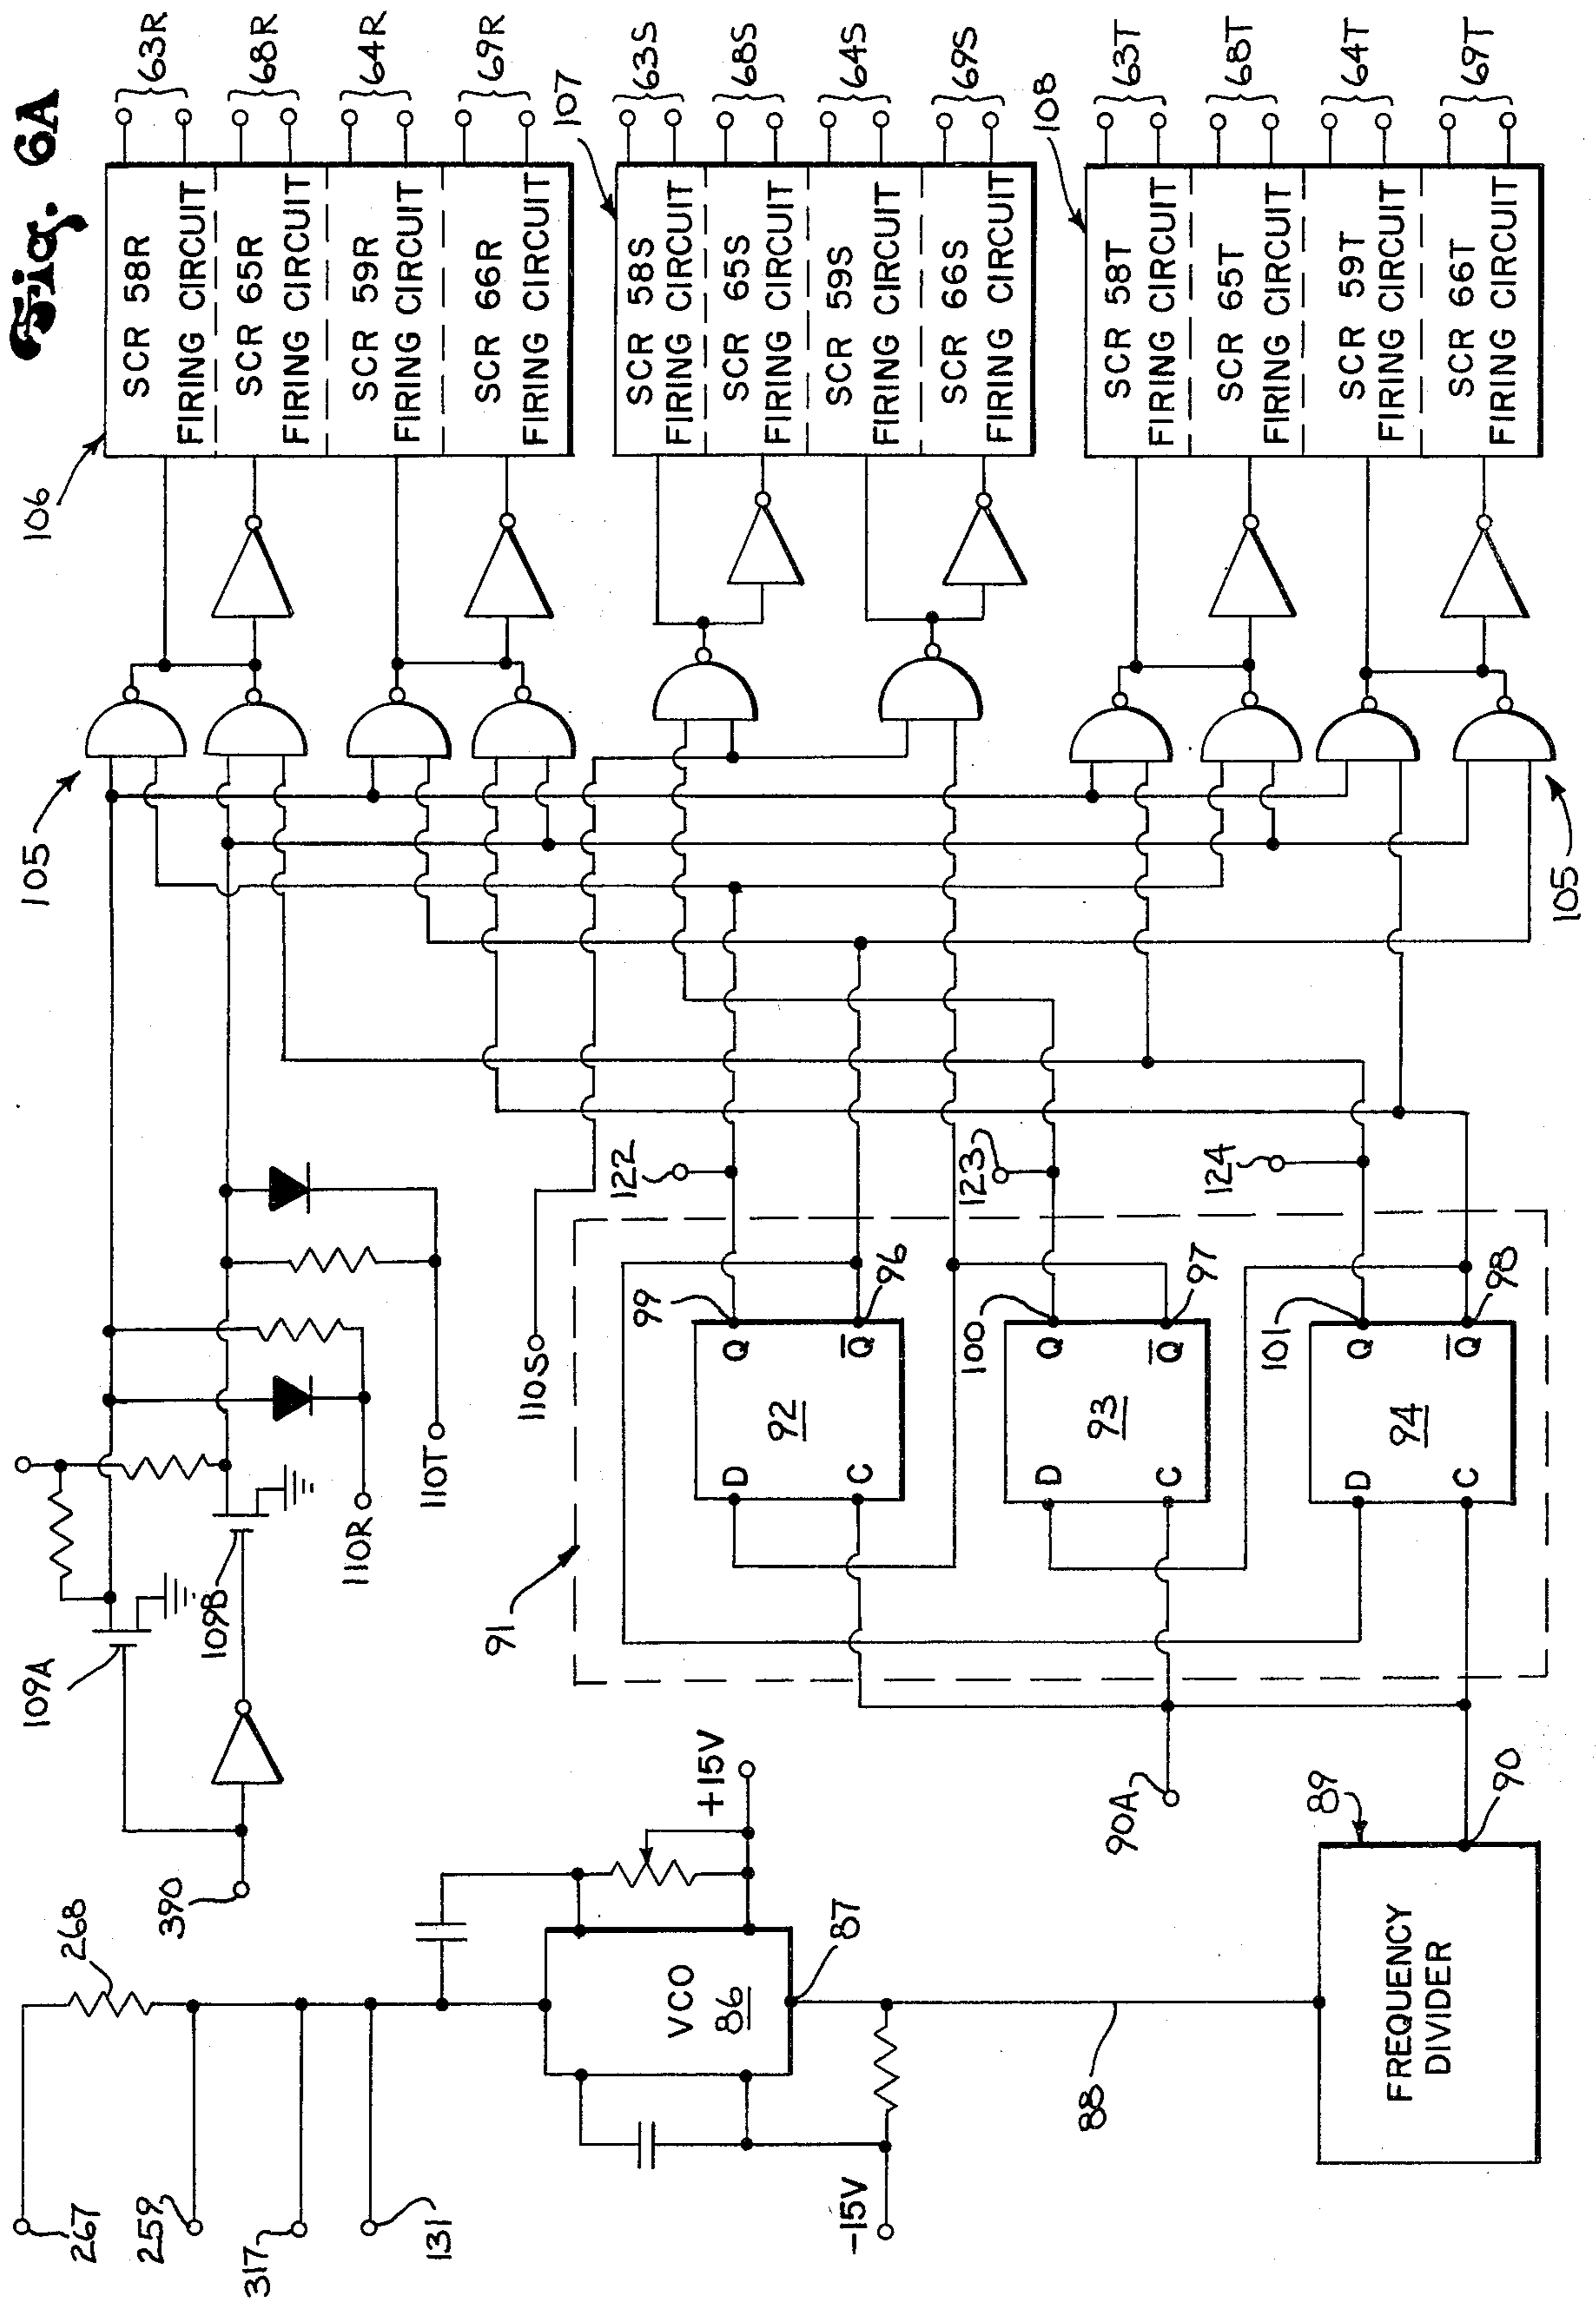 Fig. 6A
106
SCR 58R
FIRING CIRCUIT
SCR 65R
FIRING CIRCUIT
SCR 59R
FIRING CIRCUIT
SCR 66R
FIRING CIRCUIT
63R
68R
64R
69R
107
SCR 58S
FIRING CIRCUIT
SCR 65S
FIRING CIRCUIT
SCR 59S
FIRING CIRCUIT
SCR 66S
FIRING CIRCUIT
63S
68S
64S
69S
108
SCR 58T
FIRING CIRCUIT
SCR 65T
FIRING CIRCUIT
SCR 59T
FIRING CIRCUIT
SCR 66T
FIRING CIRCUIT
63T
68T
64T
69T
105
105
122
123
124
109A
109B
110R
110T
110S
91
99
96
Q
Q̅
92
D
C
100
97
Q
Q̅
93
D
C
101
98
Q
Q̅
94
D
C
390
268
267
259
317
131
+15V
VCO
86
87
-15V
88
90A
89
90
FREQUENCY
DIVIDER